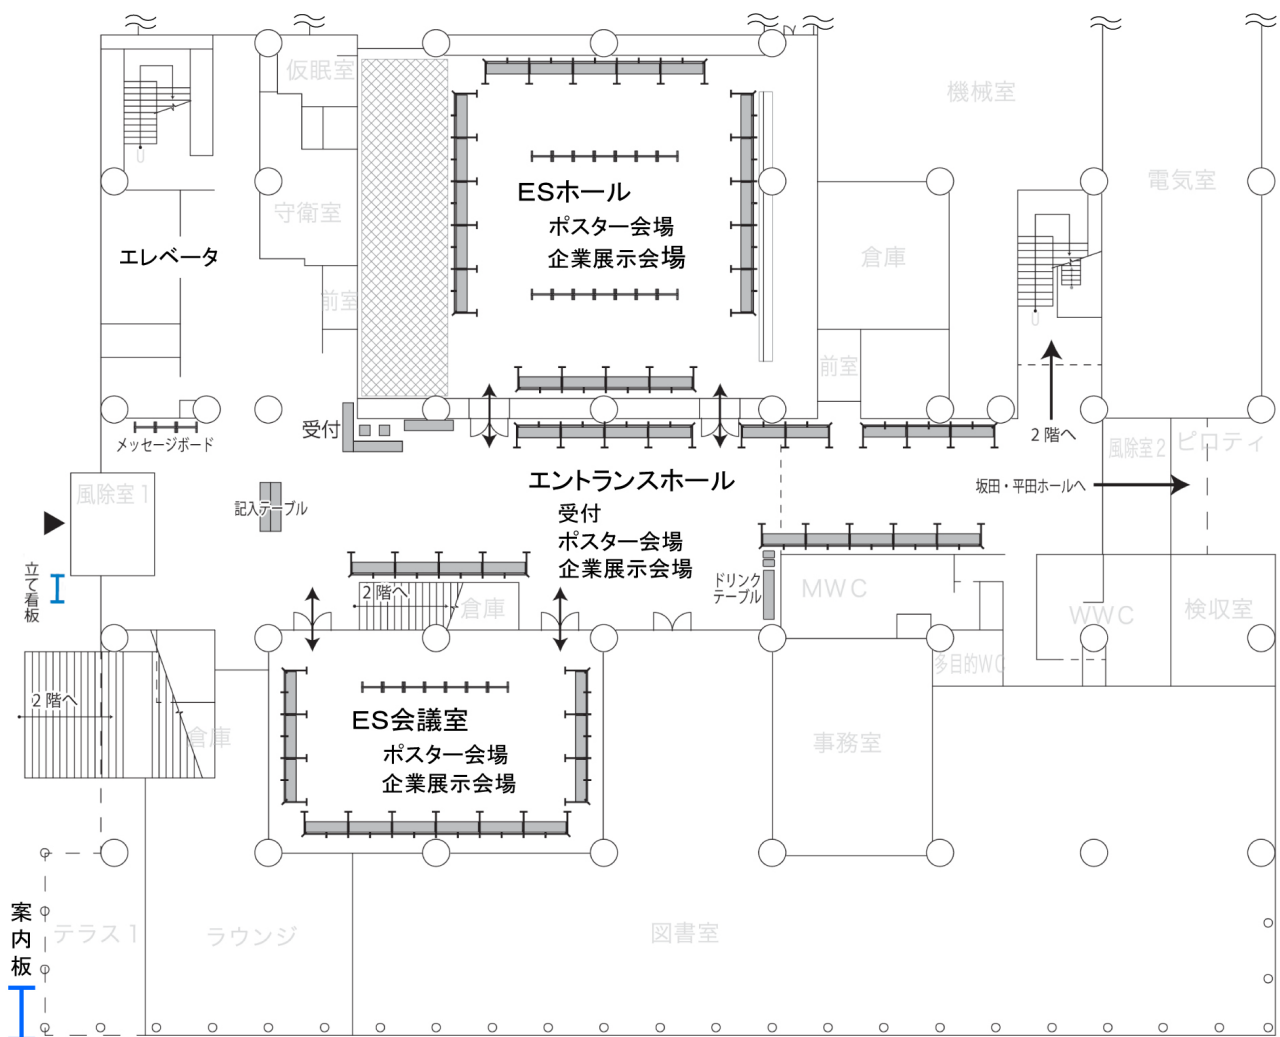 仮眠室
機械室
電気室
ESホール
ポスター会場
企業展示会場
守衛室
エレベータ
倉庫
前室
前室
受付
メッセージボード
2階へ
風除室2
ピロティ
風除室1
記入テーブル
エントランスホール
受付
ポスター会場
企業展示会場
坂田・平田ホールへ
立て看板
2階へ
倉庫
ドリンク
テーブル
MWC
WWC
検収室
多目的WC
2階へ
倉庫
ES会議室
ポスター会場
企業展示会場
事務室
案内板
テラス1
ラウンジ
図書室